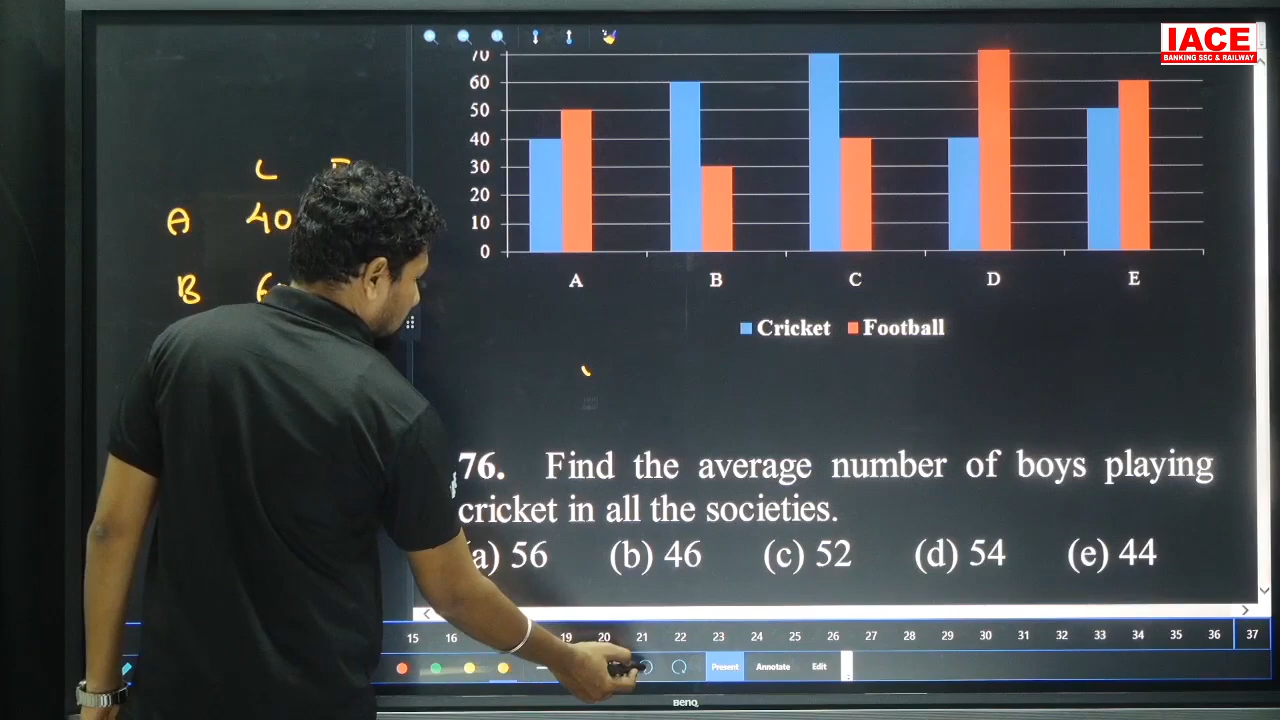 IACE
BANKING SSC & RAILWAY
70
60
50
40
30
20
10
0
A B C D E
Cricket Football
C
A 40
B
76. Find the average number of boys playing
cricket in all the societies.
a) 56 (b) 46 (c) 52 (d) 54 (e) 44
15 16 19 20 21 22 23 24 25 26 27 28 29 30 31 32 33 34 35 36 37
Present Annotate Edit
BenQ